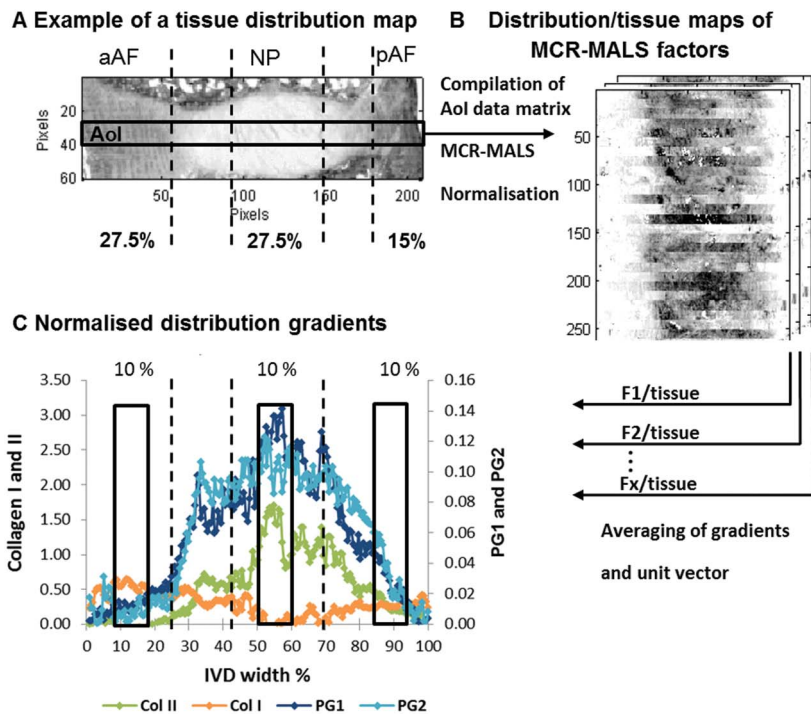 A Example of a tissue distribution map
aAF NP pAF
20
40
60
Pixels
AoI
50 100 150 200
Pixels
27.5% 27.5% 15%
B Distribution/tissue maps of
MCR-MALS factors
Compilation of
AoI data matrix
MCR-MALS
Normalisation
50
100
150
200
250
F1/tissue
F2/tissue
Fx/tissue
Averaging of gradients
and unit vector
C Normalised distribution gradients
10 % 10 % 10 %
3.50
3.00
2.50
2.00
1.50
1.00
0.50
0.00
Collagen I and II
0.16
0.14
0.12
0.10
0.08
0.06
0.04
0.02
0.00
PG1 and PG2
0 10 20 30 40 50 60 70 80 90 100
IVD width %
Col II Col I PG1 PG2